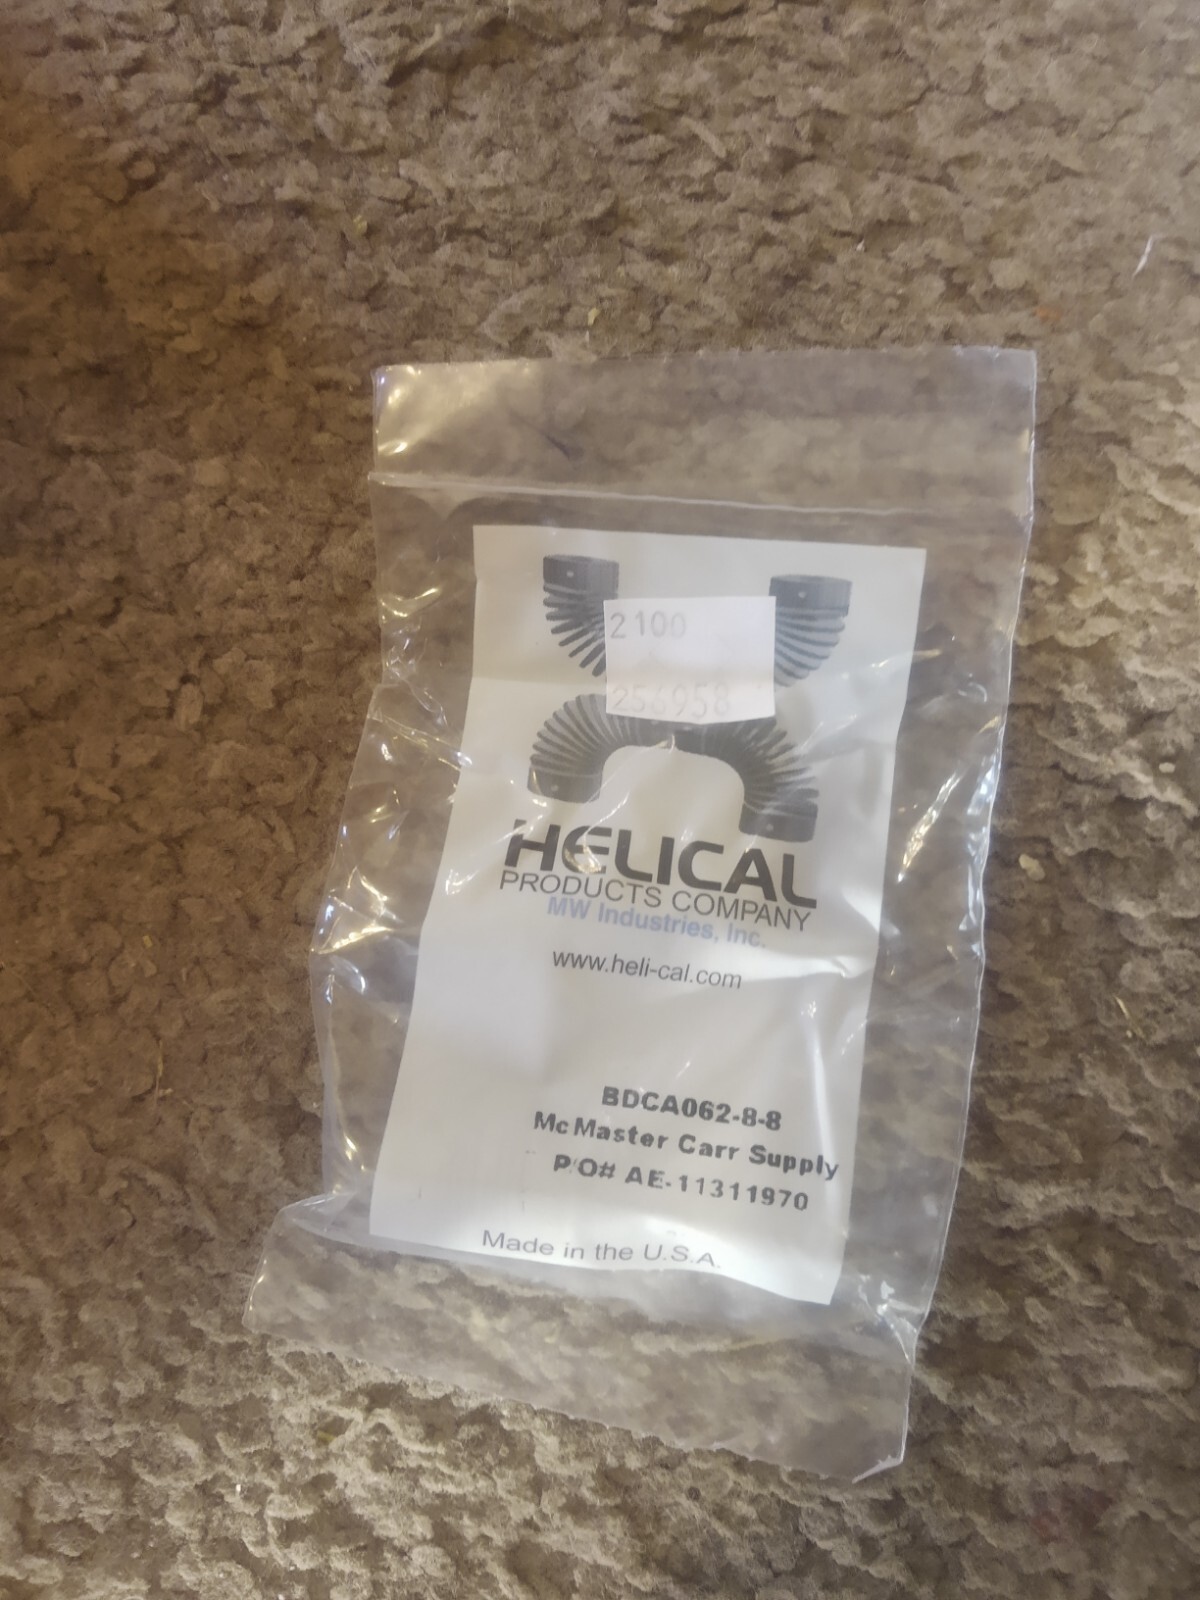 2100
256958
HELICAL
PRODUCTS COMPANY
MW Industries, Inc.
www.heli-cal.com
BDCA062-8-8
McMaster Carr Supply
P/O# AE-11311970
Made in the U.S.A.